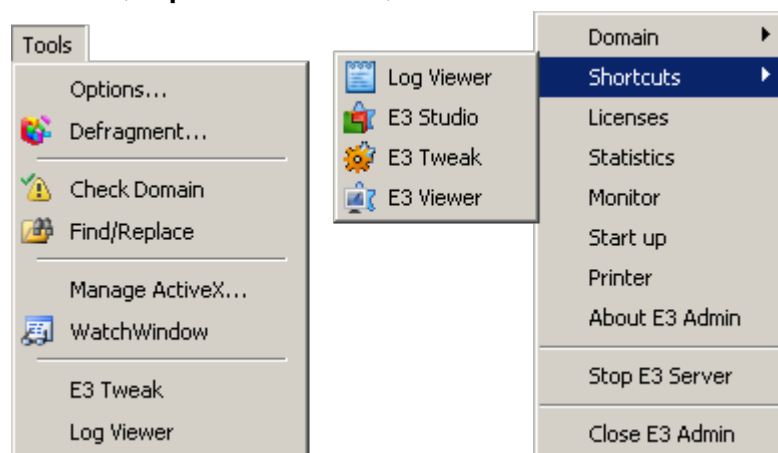 Tools
Options...
Defragment...
Check Domain
Find/Replace
Manage ActiveX...
WatchWindow
E3 Tweak
Log Viewer
Log Viewer
E3 Studio
E3 Tweak
E3 Viewer
Domain
Shortcuts
Licenses
Statistics
Monitor
Start up
Printer
About E3 Admin
Stop E3 Server
Close E3 Admin